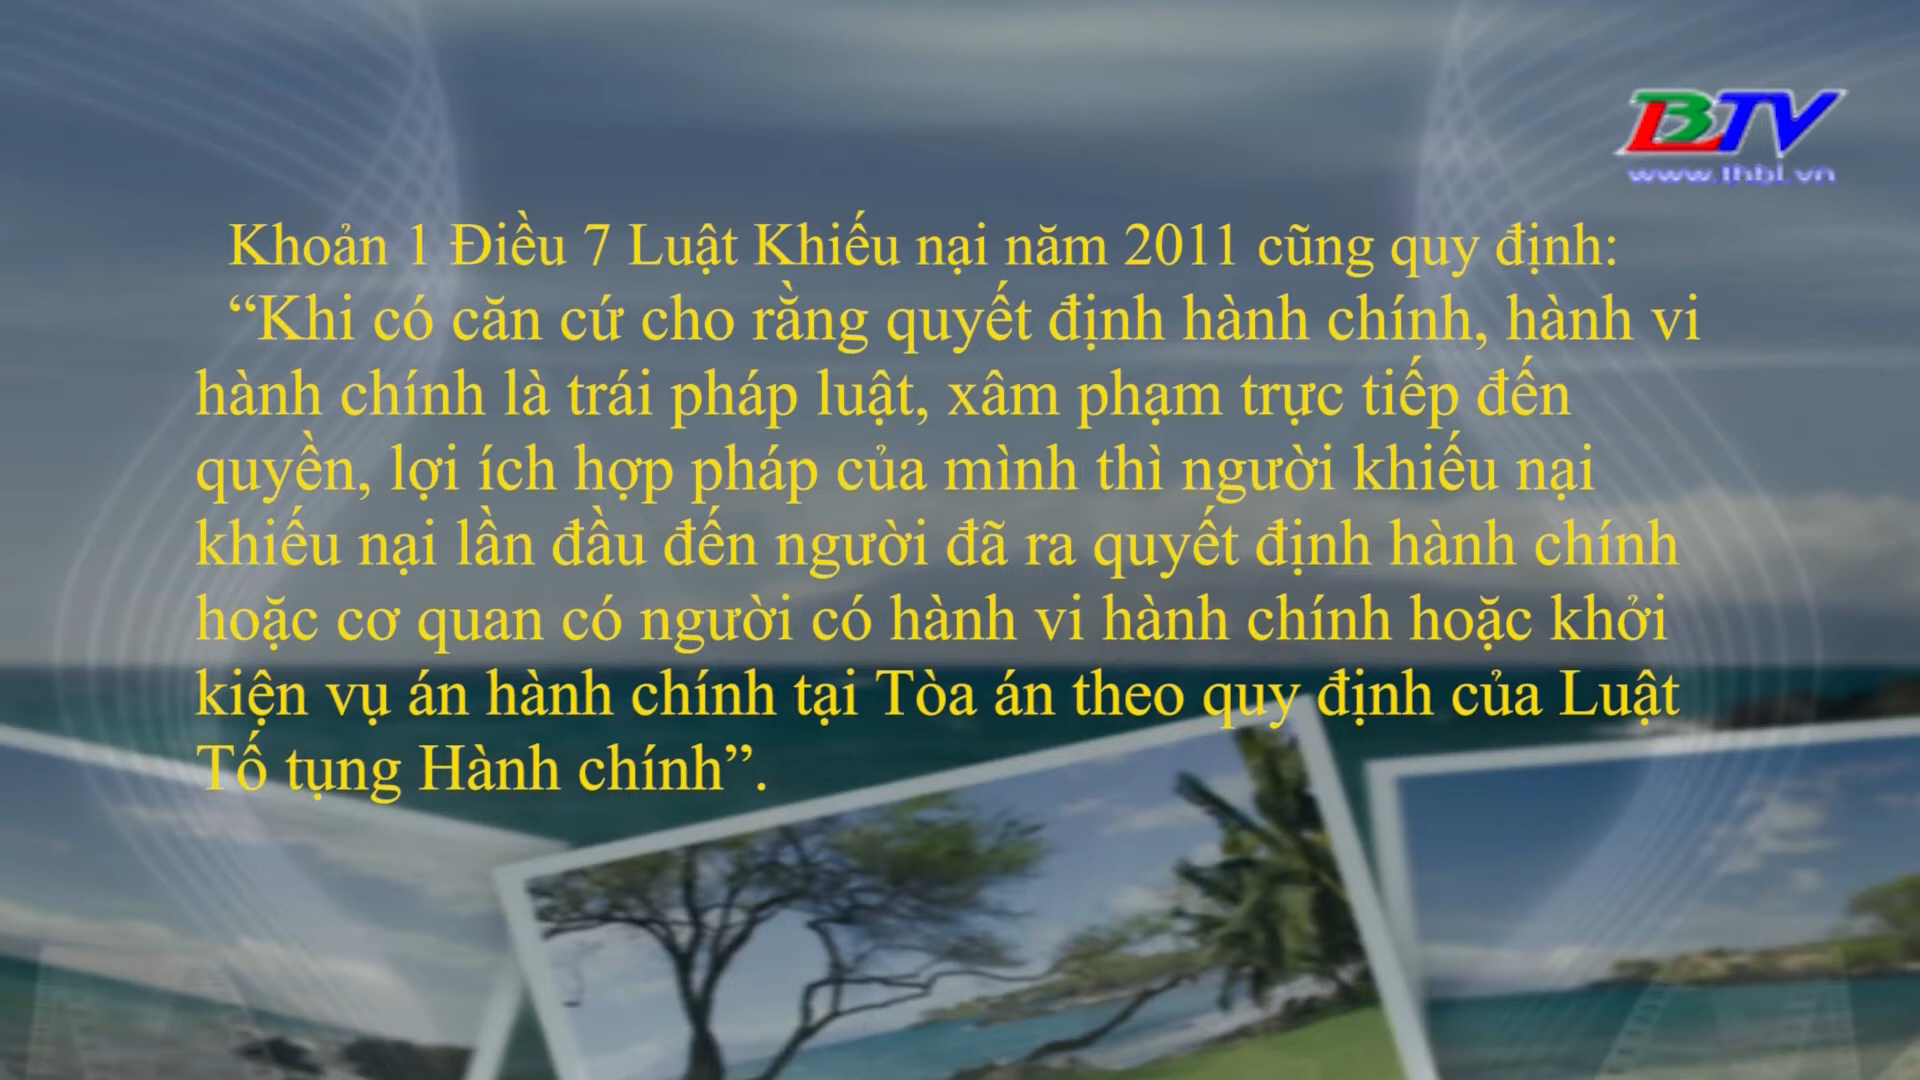 BTV
www.thbl.vn
Khoản 1 Điều 7 Luật Khiếu nại năm 2011 cũng quy định:
“Khi có căn cứ cho rằng quyết định hành chính, hành vi
hành chính là trái pháp luật, xâm phạm trực tiếp đến
quyền, lợi ích hợp pháp của mình thì người khiếu nại
khiếu nại lần đầu đến người đã ra quyết định hành chính
hoặc cơ quan có người có hành vi hành chính hoặc khởi
kiện vụ án hành chính tại Tòa án theo quy định của Luật
Tố tụng Hành chính”.